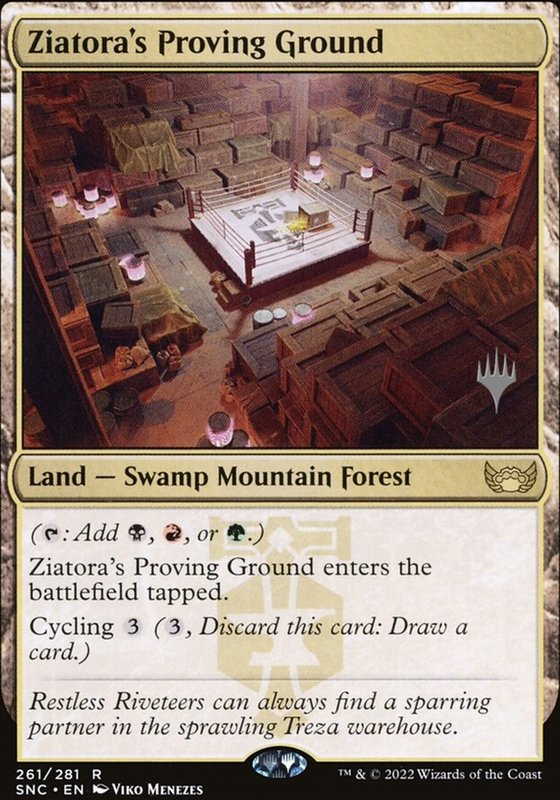 Ziatora's Proving Ground
Land — Swamp Mountain Forest
(: Add , , or .)
Ziatora's Proving Ground enters the
battlefield tapped.
Cycling 3 (3, Discard this card: Draw a
card.)
Restless Riveteers can always find a sparring
partner in the sprawling Treza warehouse.
261/281 R
SNC • EN Viko Menezes
™ & © 2022 Wizards of the Coast